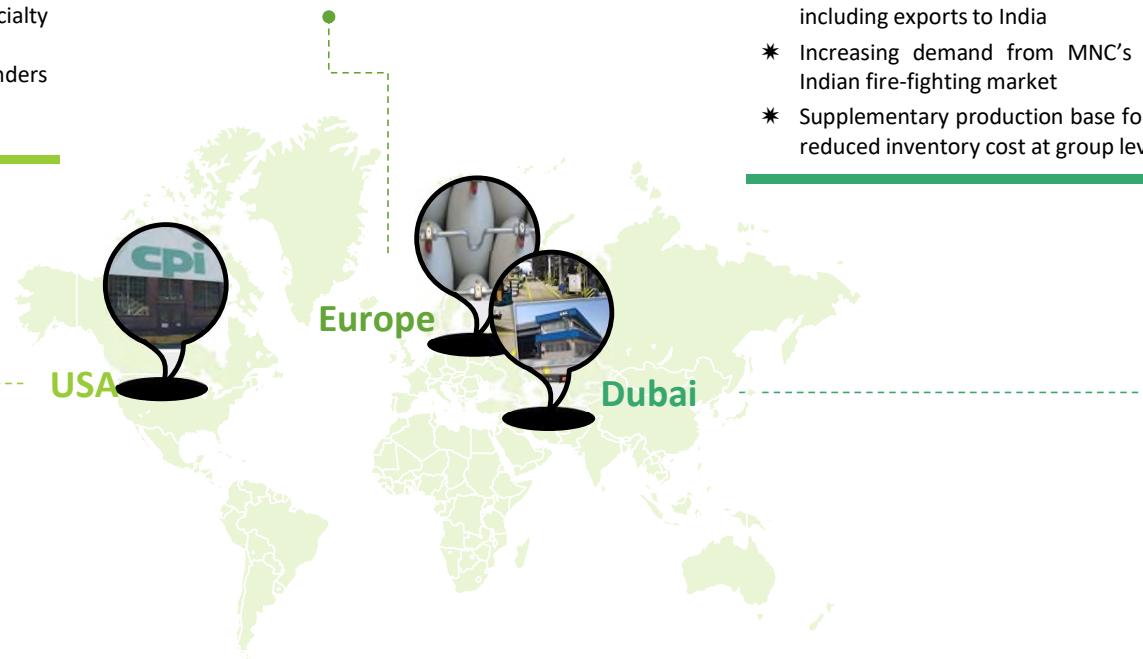 cialty
nders
including exports to India
✷ Increasing demand from MNC’s
Indian fire-fighting market
✷ Supplementary production base fo
reduced inventory cost at group lev
cpi
Europe
USA
Dubai